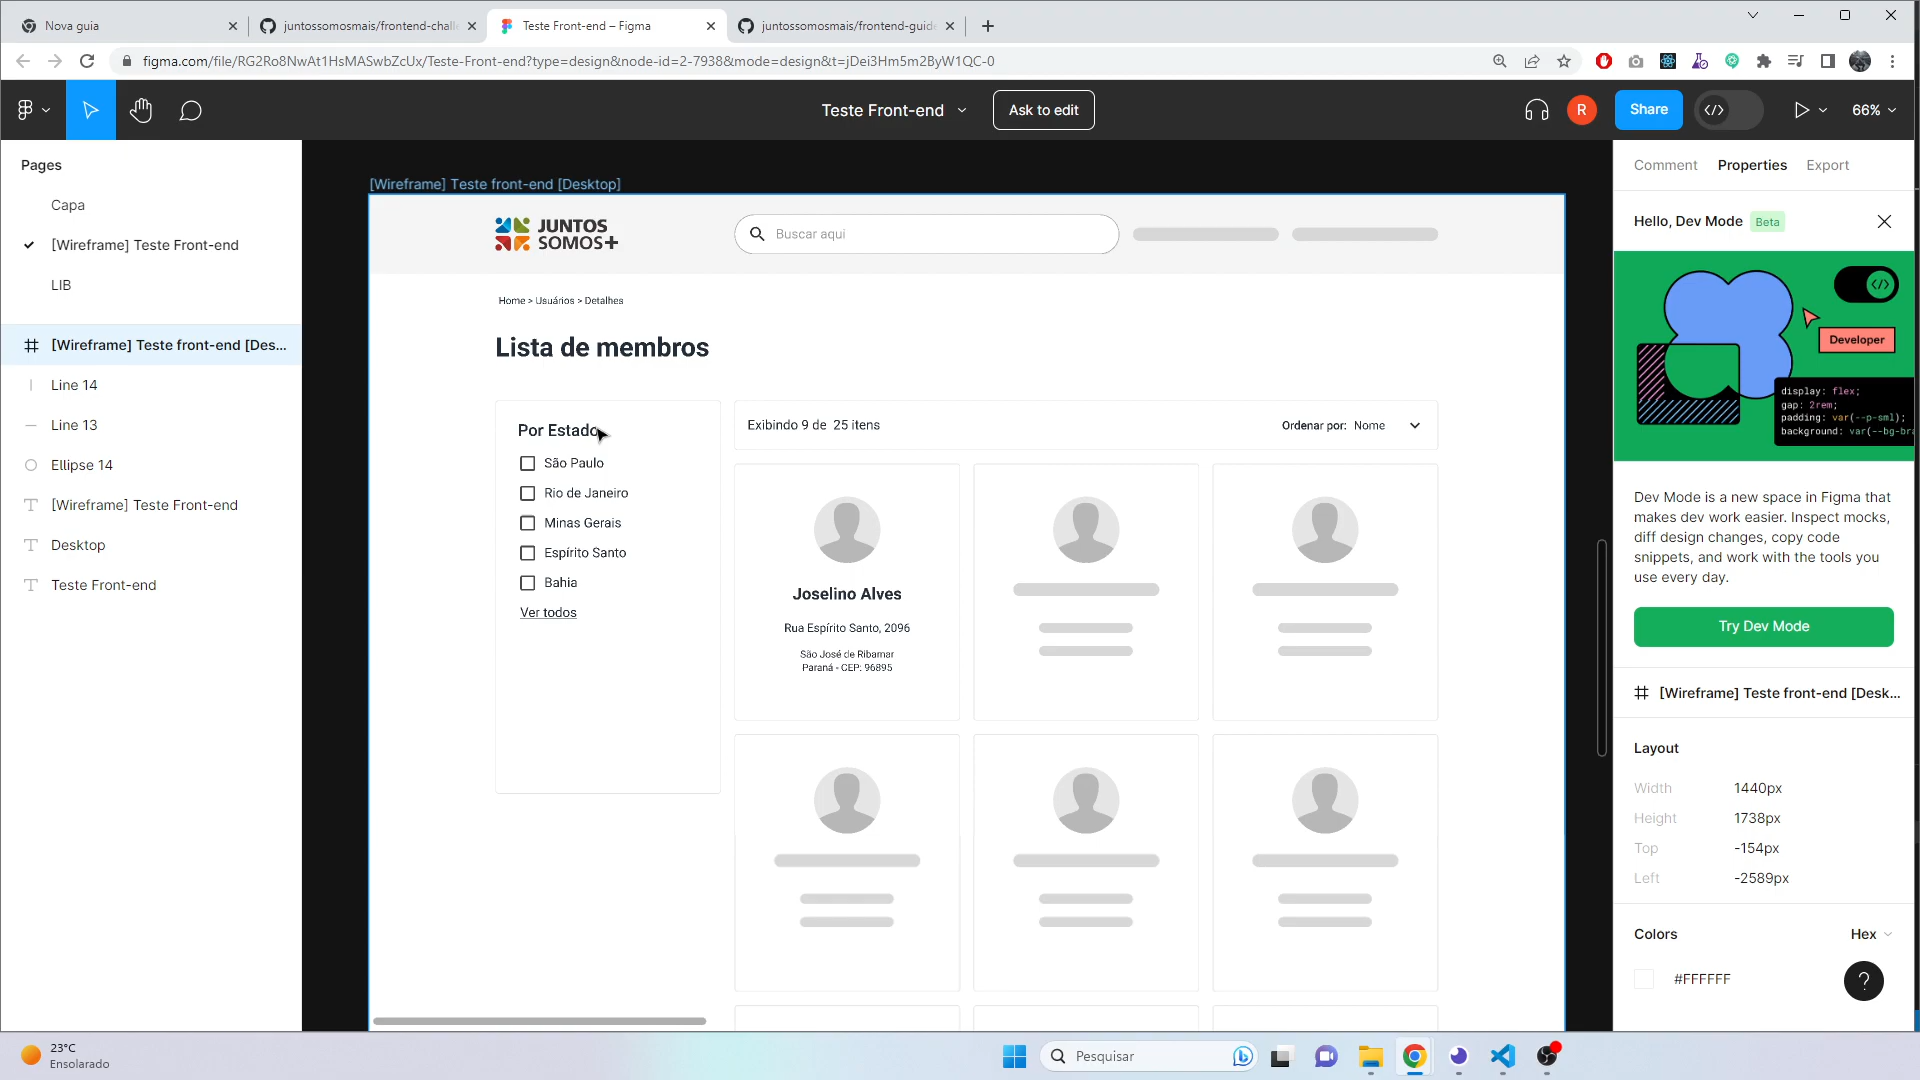 Nova guia
juntossomosmais/frontend-chall
Teste Front-end – Figma
juntossomosmais/frontend-guide
figma.com/file/RG2Ro8NwAt1HsMASwbZcUx/Teste-Front-end?type=design&node-id=2-7938&mode=design&t=jDei3Hm5m2ByW1QC-0
Teste Front-end
Ask to edit
R
Share
66%
Pages
Capa
[Wireframe] Teste Front-end
LIB
[Wireframe] Teste front-end [Des...
Line 14
Line 13
Ellipse 14
[Wireframe] Teste Front-end
Desktop
Teste Front-end
[Wireframe] Teste front-end [Desktop]
JUNTOS
SOMOS+
Buscar aqui
Home > Usuários > Detalhes
Lista de membros
Por Estado
São Paulo
Rio de Janeiro
Minas Gerais
Espírito Santo
Bahia
Ver todos
Exibindo 9 de 25 itens
Ordenar por: Nome
Joselino Alves
Rua Espírito Santo, 2096
São José de Ribamar
Paraná - CEP: 96895
Comment
Properties
Export
Hello, Dev Mode
Beta
Developer
display: flex;
gap: 2rem;
padding: var(--p-sml);
background: var(--bg-bra
Dev Mode is a new space in Figma that
makes dev work easier. Inspect mocks,
diff design changes, copy code
snippets, and work with the tools you
use every day.
Try Dev Mode
[Wireframe] Teste front-end [Desk...
Layout
Width 1440px
Height 1738px
Top -154px
Left -2589px
Colors
Hex
#FFFFFF
?
23°C
Ensolarado
Pesquisar